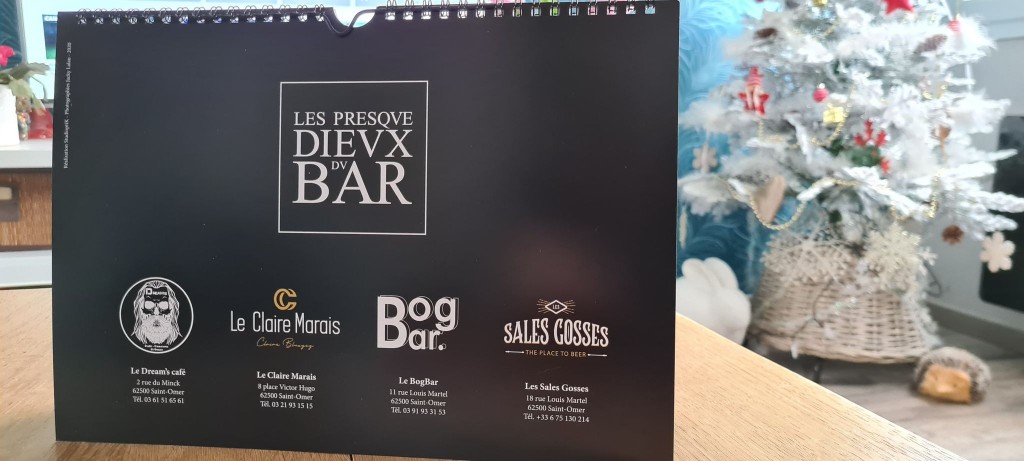 LES PRESQVE
DIEVX
DV
BAR
Dreams
Le Claire Marais
Bog
Bar.
LES
SALES GOSSES
THE PLACE TO BEER
Le Dream's café
2 rue du Minck
62500 Saint-Omer
Tél. 03 61 51 65 61
Le Claire Marais
8 place Victor Hugo
62500 Saint-Omer
Tél. 03 21 93 15 15
Le BogBar
11 rue Louis Martel
62500 Saint-Omer
Tél. 03 91 93 31 53
Les Sales Gosses
18 rue Louis Martel
62500 Saint-Omer
Tél. +33 6 75 130 214